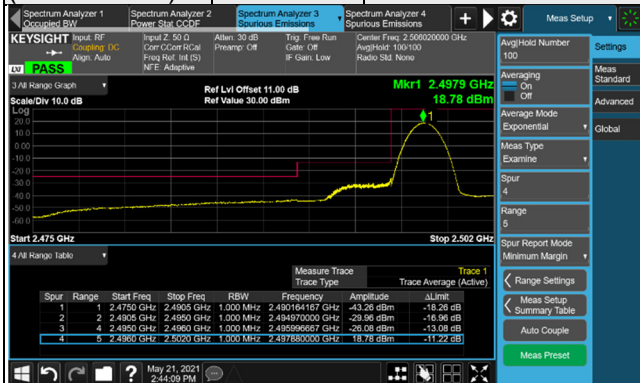 Spectrum Analyzer 1
Occupied BW
Spectrum Analyzer 2
Power Stat CCDF
Spectrum Analyzer 3
Spurious Emissions
Spectrum Analyzer 4
Spurious Emissions
+
Meas Setup
KEYSIGHT
Input: RF
Coupling: DC
Align: Auto
Input Z: 50 Ω
Corr CCorr RCal
Freq Ref: Int (S)
NFE: Adaptive
Atten: 30 dB
Preamp: Off
Trig: Free Run
Gate: Off
IF Gain: Low
Center Freq: 2.506020000 GHz
Avg|Hold: 100/100
Radio Std: None
LXI
PASS
3 All Range Graph
Scale/Div 10.0 dB
Ref Lvl Offset 11.00 dB
Ref Value 30.00 dBm
Mkr1 2.4979 GHz
18.78 dBm
Log
20.0
10.0
0.00
-10.0
-20.0
-30.0
-40.0
-50.0
-60.0
1
Start 2.475 GHz
Stop 2.502 GHz
4 All Range Table
Measure Trace Trace 1
Trace Type Trace Average (Active)
Spur Range Start Freq Stop Freq RBW Frequency Amplitude ΔLimit
1 1 2.4750 GHz 2.4905 GHz 1.000 MHz 2.490164167 GHz -43.26 dBm -18.26 dB
2 2 2.4905 GHz 2.4950 GHz 1.000 MHz 2.494970000 GHz -29.96 dBm -16.96 dB
3 4 2.4950 GHz 2.4960 GHz 1.000 MHz 2.495996667 GHz -26.08 dBm -13.08 dB
4 5 2.4960 GHz 2.5020 GHz 1.000 MHz 2.497880000 GHz 18.78 dBm -11.22 dB
Avg|Hold Number
100
Averaging
On
Off
Average Mode
Exponential
Meas Type
Examine
Spur
4
Range
5
Spur Report Mode
Minimum Margin
Range Settings
Meas Setup
Summary Table
Auto Couple
Meas Preset
Settings
Meas
Standard
Advanced
Global
?
May 21, 2021
2:44:09 PM